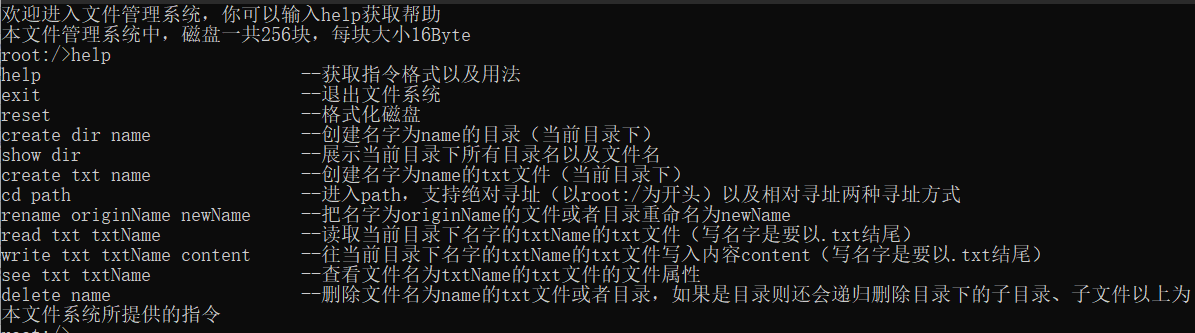 欢迎进入文件管理系统，你可以输入help获取帮助
本文件管理系统中，磁盘一共256块，每块大小16Byte
root:/>help
help --获取指令格式以及用法
exit --退出文件系统
reset --格式化磁盘
create dir name --创建名字为name的目录（当前目录下）
show dir --展示当前目录下所有目录名以及文件名
create txt name --创建名字为name的txt文件（当前目录下）
cd path --进入path，支持绝对寻址（以root:/为开头）以及相对寻址两种寻址方式
rename originName newName --把名字为originName的文件或者目录重命名为newName
read txt txtName --读取当前目录下名字的txtName的txt文件（写名字是要以.txt结尾）
write txt txtName content --往当前目录下名字的txtName的txt文件写入内容content（写名字是要以.txt结尾）
see txt txtName --查看文件名为txtName的txt文件的文件属性
delete name --删除文件名为name的txt文件或者目录，如果是目录则还会递归删除目录下的子目录、子文件以上为
本文件系统所提供的指令
root:/>